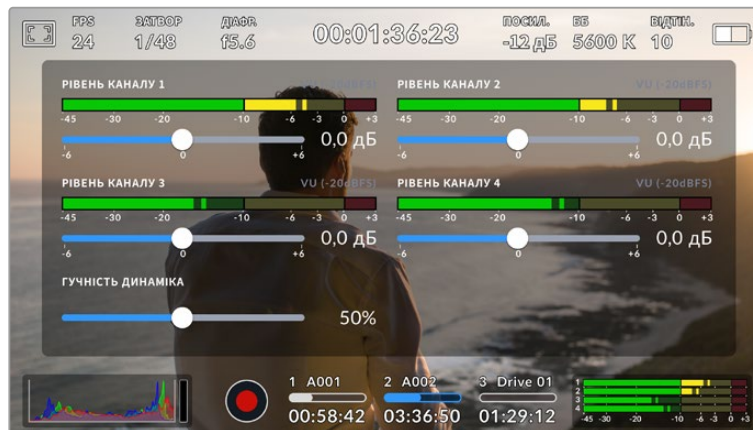 FPS ЗАТВОР ДІАФР. 00:01:36:23 ПОСИЛ. ББ ВІДТІН.
24 1/48 f5.6 -12 дБ 5600 K 10
РІВЕНЬ КАНАЛУ 1 VU (-20dBFS) РІВЕНЬ КАНАЛУ 2 VU (-20dBFS)
-45 -30 -20 -10 -6 -3 0 +3 -45 -30 -20 -10 -6 -3 0 +3
0,0 дБ 0,0 дБ
-6 0 +6 -6 0 +6
РІВЕНЬ КАНАЛУ 3 VU (-20dBFS) РІВЕНЬ КАНАЛУ 4 VU (-20dBFS)
-45 -30 -20 -10 -6 -3 0 +3 -45 -30 -20 -10 -6 -3 0 +3
0,0 дБ 0,0 дБ
-6 0 +6 -6 0 +6
ГУЧНІСТЬ ДИНАМІКА
50%
1 A001 2 A002 3 Drive 01
00:58:42 03:36:50 01:29:12
1
2
3
4
-45 -30 -20 -10 -6 -3 0 +3